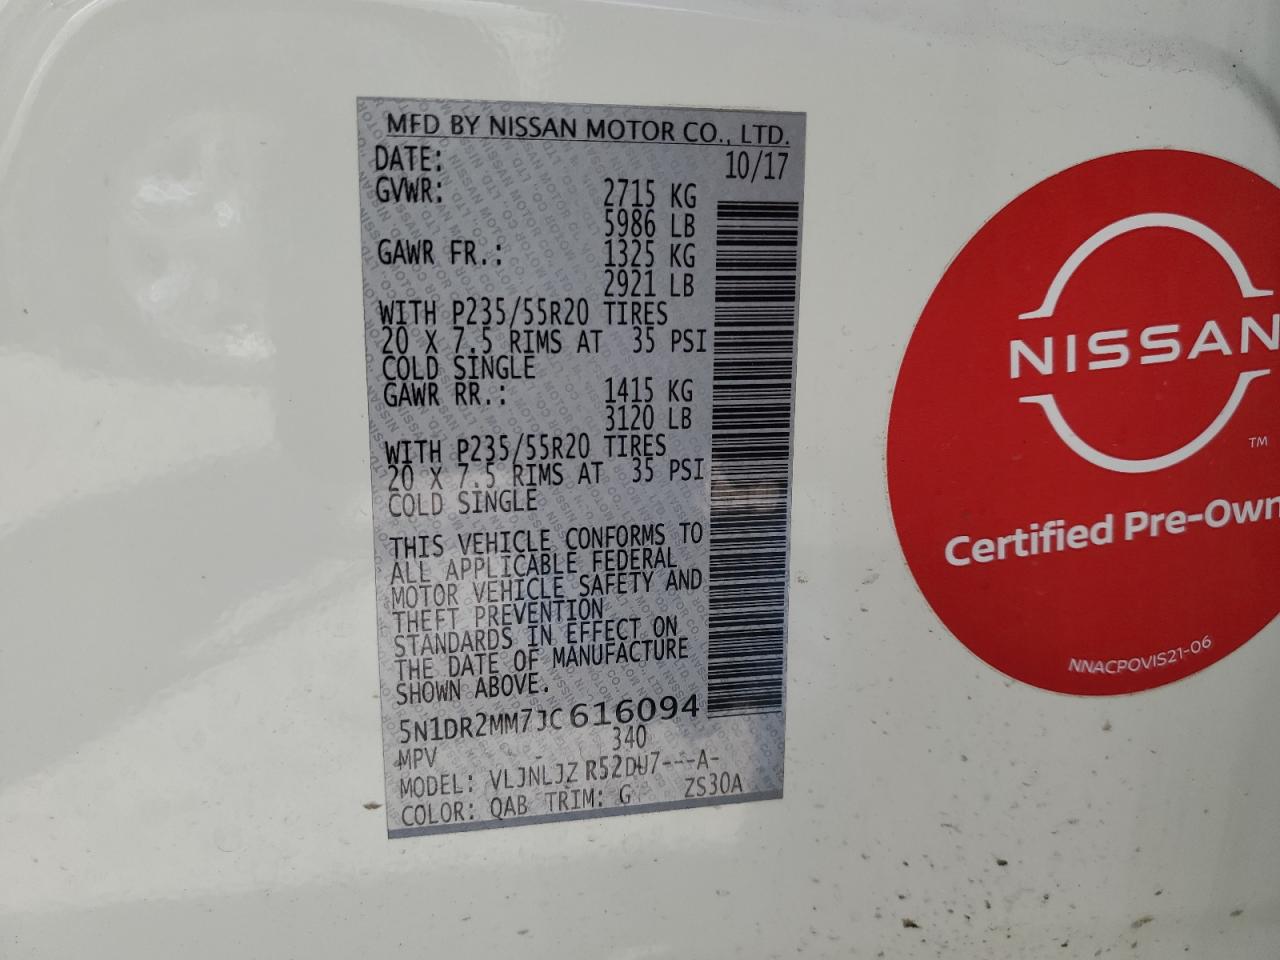 MFD BY NISSAN MOTOR CO., LTD.
DATE: 10/17
GVWR: 2715 KG
5986 LB
GAWR FR.: 1325 KG
2921 LB
WITH P235/55R20 TIRES
20 X 7.5 RIMS AT 35 PSI
COLD SINGLE
GAWR RR.: 1415 KG
3120 LB
WITH P235/55R20 TIRES
20 X 7.5 RIMS AT 35 PSI
COLD SINGLE
THIS VEHICLE CONFORMS TO
ALL APPLICABLE FEDERAL
MOTOR VEHICLE SAFETY AND
THEFT PREVENTION
STANDARDS IN EFFECT ON
THE DATE OF MANUFACTURE
SHOWN ABOVE.
5N1DR2MM7JC616094
MPV 340
MODEL: VLJNLJZ R52DU7---A-
COLOR: QAB TRIM: G ZS30A
NISSAN
TM
Certified Pre-Own
NNACPOVIS21-06